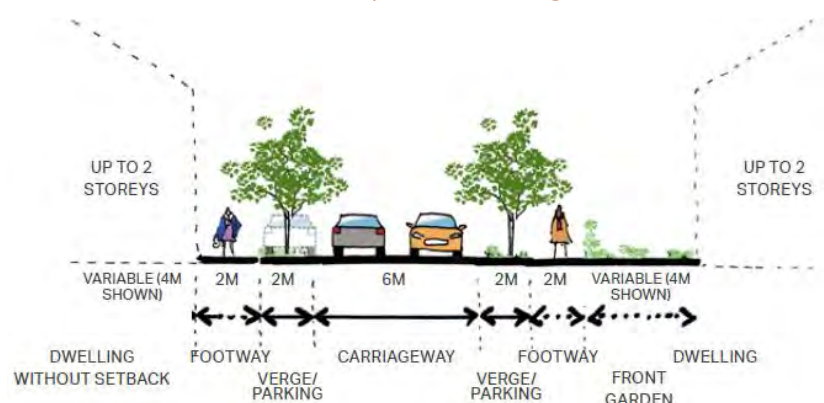 UP TO 2
STOREYS
UP TO 2
STOREYS
VARIABLE (4M
SHOWN)
2M
2M
6M
2M
2M
VARIABLE (4M
SHOWN)
DWELLING
WITHOUT SETBACK
FOOTWAY
VERGE/
PARKING
CARRIAGEWAY
VERGE/
PARKING
FOOTWAY
FRONT
GARDEN
DWELLING